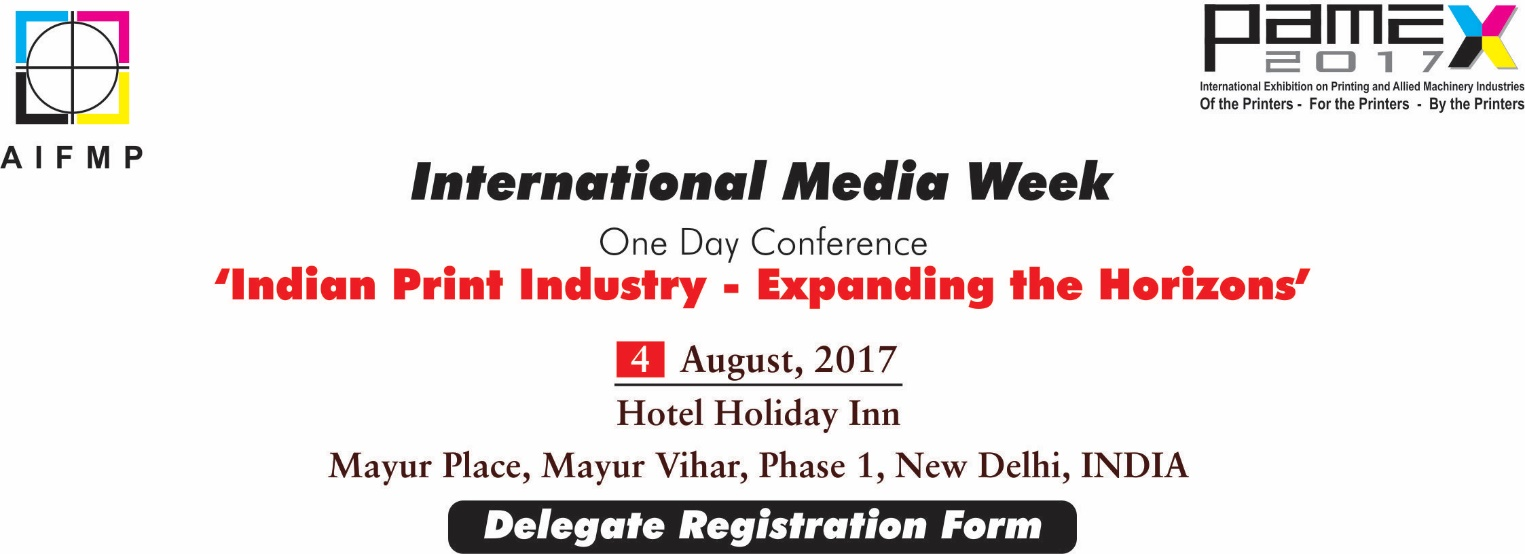 AIFMP
PAMEX
2017
International Exhibition on Printing and Allied Machinery Industries
Of the Printers - For the Printers - By the Printers
International Media Week
One Day Conference
‘Indian Print Industry - Expanding the Horizons’
4 August, 2017
Hotel Holiday Inn
Mayur Place, Mayur Vihar, Phase 1, New Delhi, INDIA
Delegate Registration Form